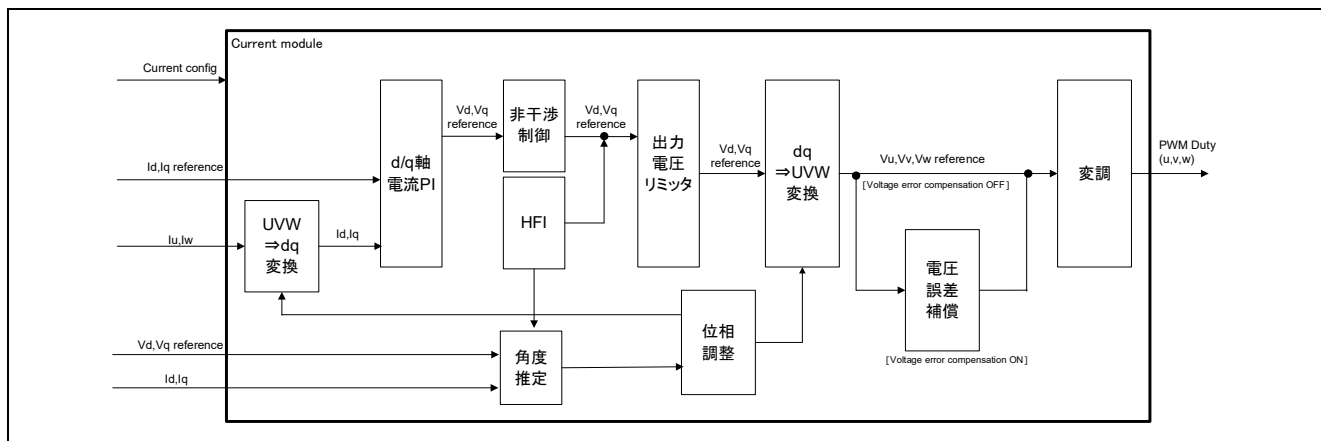 Current module
Current config
Id,Iq reference
Iu,Iw
Vd,Vq reference
Id,Iq
UVW
⇒dq
変換
Id,Iq
d/q軸
電流PI
Vd,Vq
reference
非干渉
制御
HFI
Vd,Vq
reference
出力
電圧
リミッタ
Vd,Vq
reference
dq
⇒UVW
変換
角度
推定
位相
調整
Vu,Vv,Vw reference
[Voltage error compensation OFF]
電圧
誤差
補償
[Voltage error compensation ON]
変調
PWM Duty
(u,v,w)